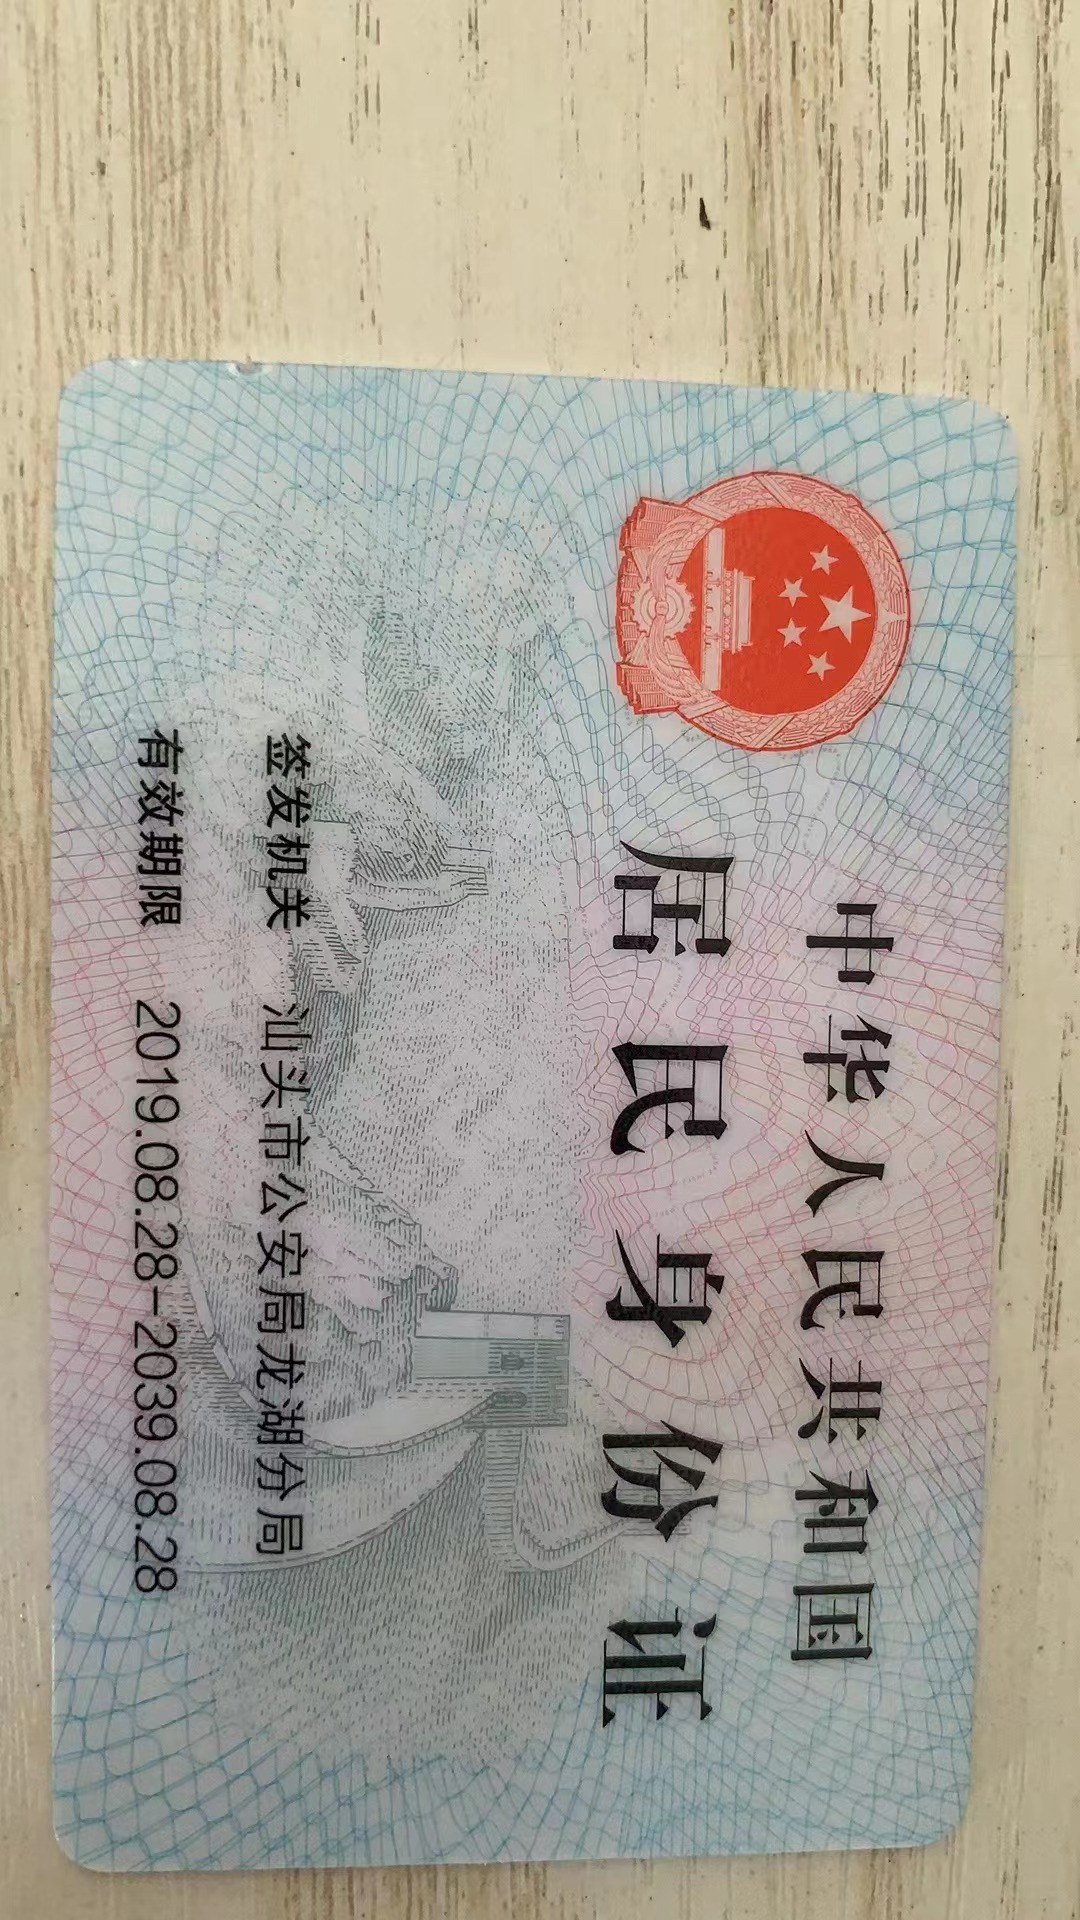 中华人民共和国
居民身份证
签发机关 汕头市公安局龙湖分局
有效期限 2019.08.28-2039.08.28